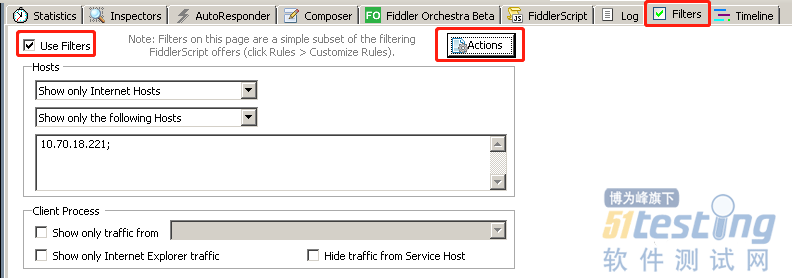 Statistics Inspectors AutoResponder Composer FO Fiddler Orchestra Beta FiddlerScript Log Filters Timeline
Use Filters
Note: Filters on this page are a simple subset of the filtering
FiddlerScript offers (click Rules > Customize Rules).
Actions
Hosts
Show only Internet Hosts
Show only the following Hosts
10.70.18.221;
Client Process
Show only traffic from
Show only Internet Explorer traffic Hide traffic from Service Host
博为峰旗下
51testing
软件测试网